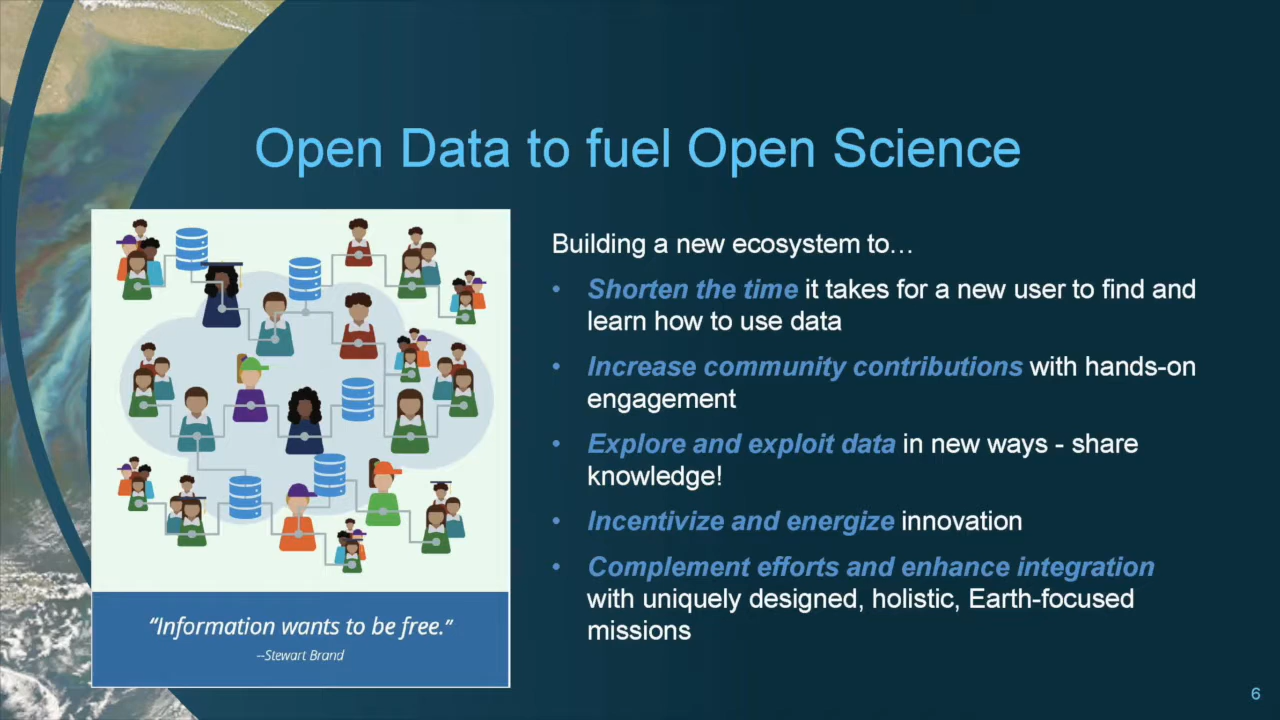 Open Data to fuel Open Science
“Information wants to be free.”
--Stewart Brand
Building a new ecosystem to…
• Shorten the time it takes for a new user to find and
learn how to use data
• Increase community contributions with hands-on
engagement
• Explore and exploit data in new ways - share
knowledge!
• Incentivize and energize innovation
• Complement efforts and enhance integration
with uniquely designed, holistic, Earth-focused
missions
6